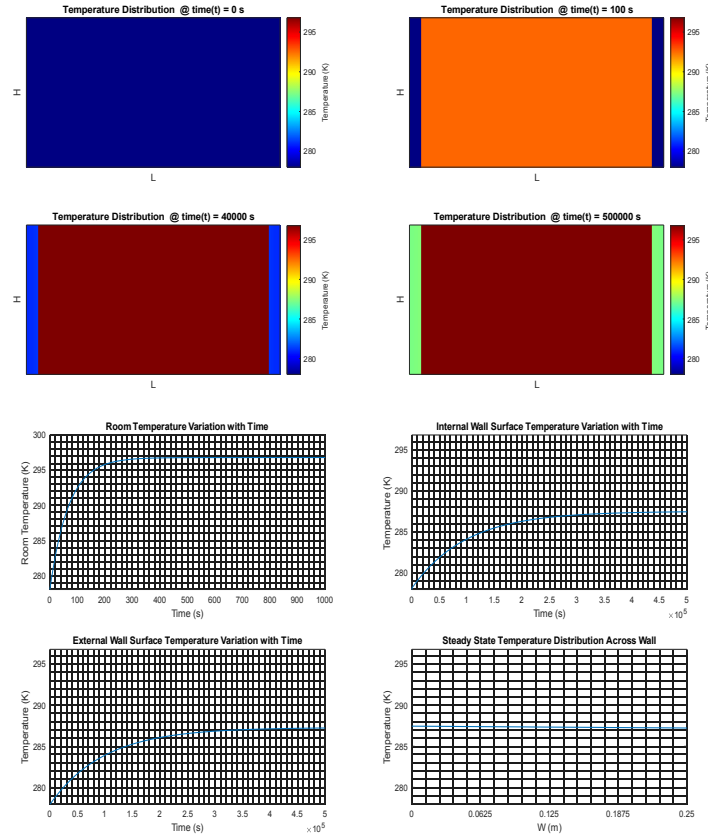 Temperature Distribution @ time(t) = 0 s
H
L
295
290
285
280
Temperature (K)
Temperature Distribution @ time(t) = 100 s
H
L
295
290
285
280
Temperature (K)
Temperature Distribution @ time(t) = 40000 s
H
L
295
290
285
280
Temperature (K)
Temperature Distribution @ time(t) = 500000 s
H
L
295
290
285
280
Temperature (K)
Room Temperature Variation with Time
Room Temperature (K)
300
295
290
285
280
0 100 200 300 400 500 600 700 800 900 1000
Time (s)
Internal Wall Surface Temperature Variation with Time
Temperature (K)
295
290
285
280
0 0.5 1 1.5 2 2.5 3 3.5 4 4.5 5
Time (s)
×10⁵
External Wall Surface Temperature Variation with Time
Temperature (K)
295
290
285
280
0 0.5 1 1.5 2 2.5 3 3.5 4 4.5 5
Time (s)
×10⁵
Steady State Temperature Distribution Across Wall
Temperature (K)
295
290
285
280
0 0.0625 0.125 0.1875 0.25
W (m)